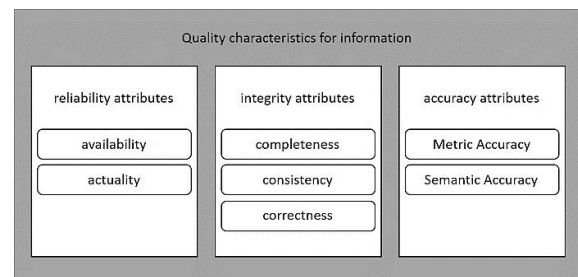 Quality characteristics for information
reliability attributes
availability
actuality
integrity attributes
completeness
consistency
correctness
accuracy attributes
Metric Accuracy
Semantic Accuracy